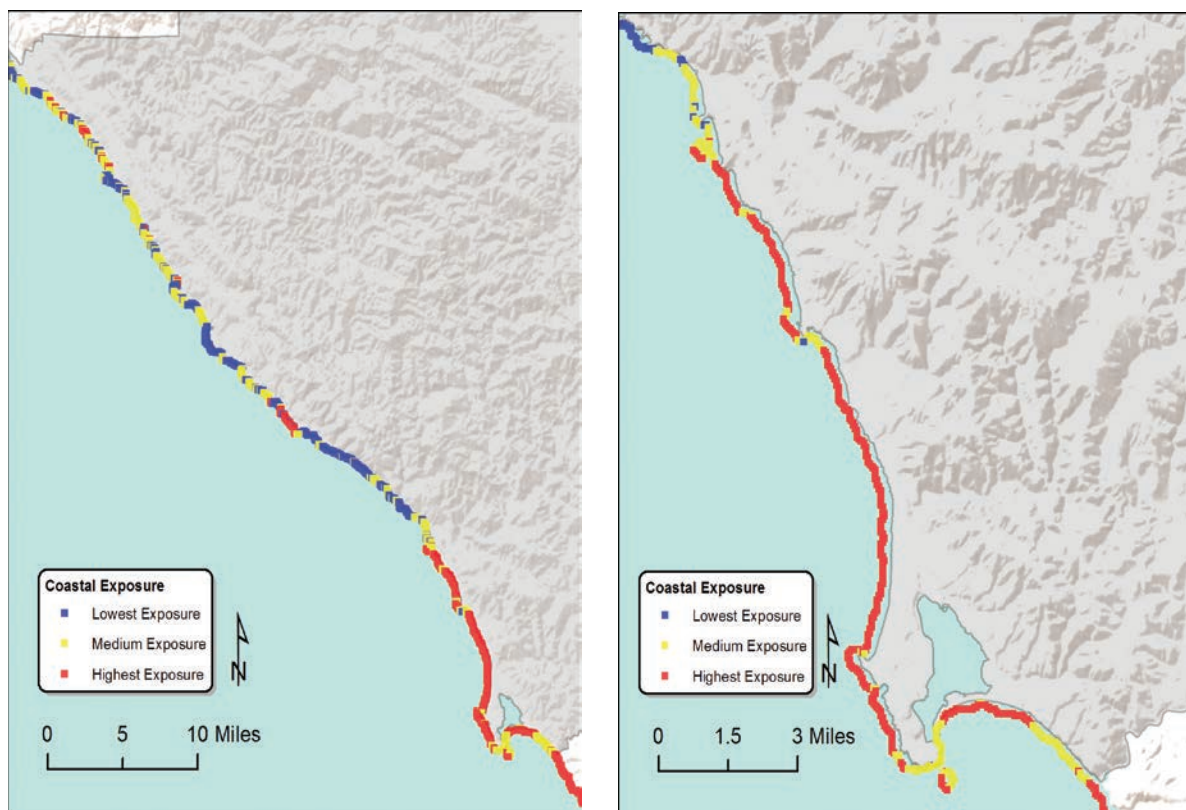 Coastal Exposure
Lowest Exposure
Medium Exposure
Highest Exposure
N
0 5 10 Miles
Coastal Exposure
Lowest Exposure
Medium Exposure
Highest Exposure
N
0 1.5 3 Miles